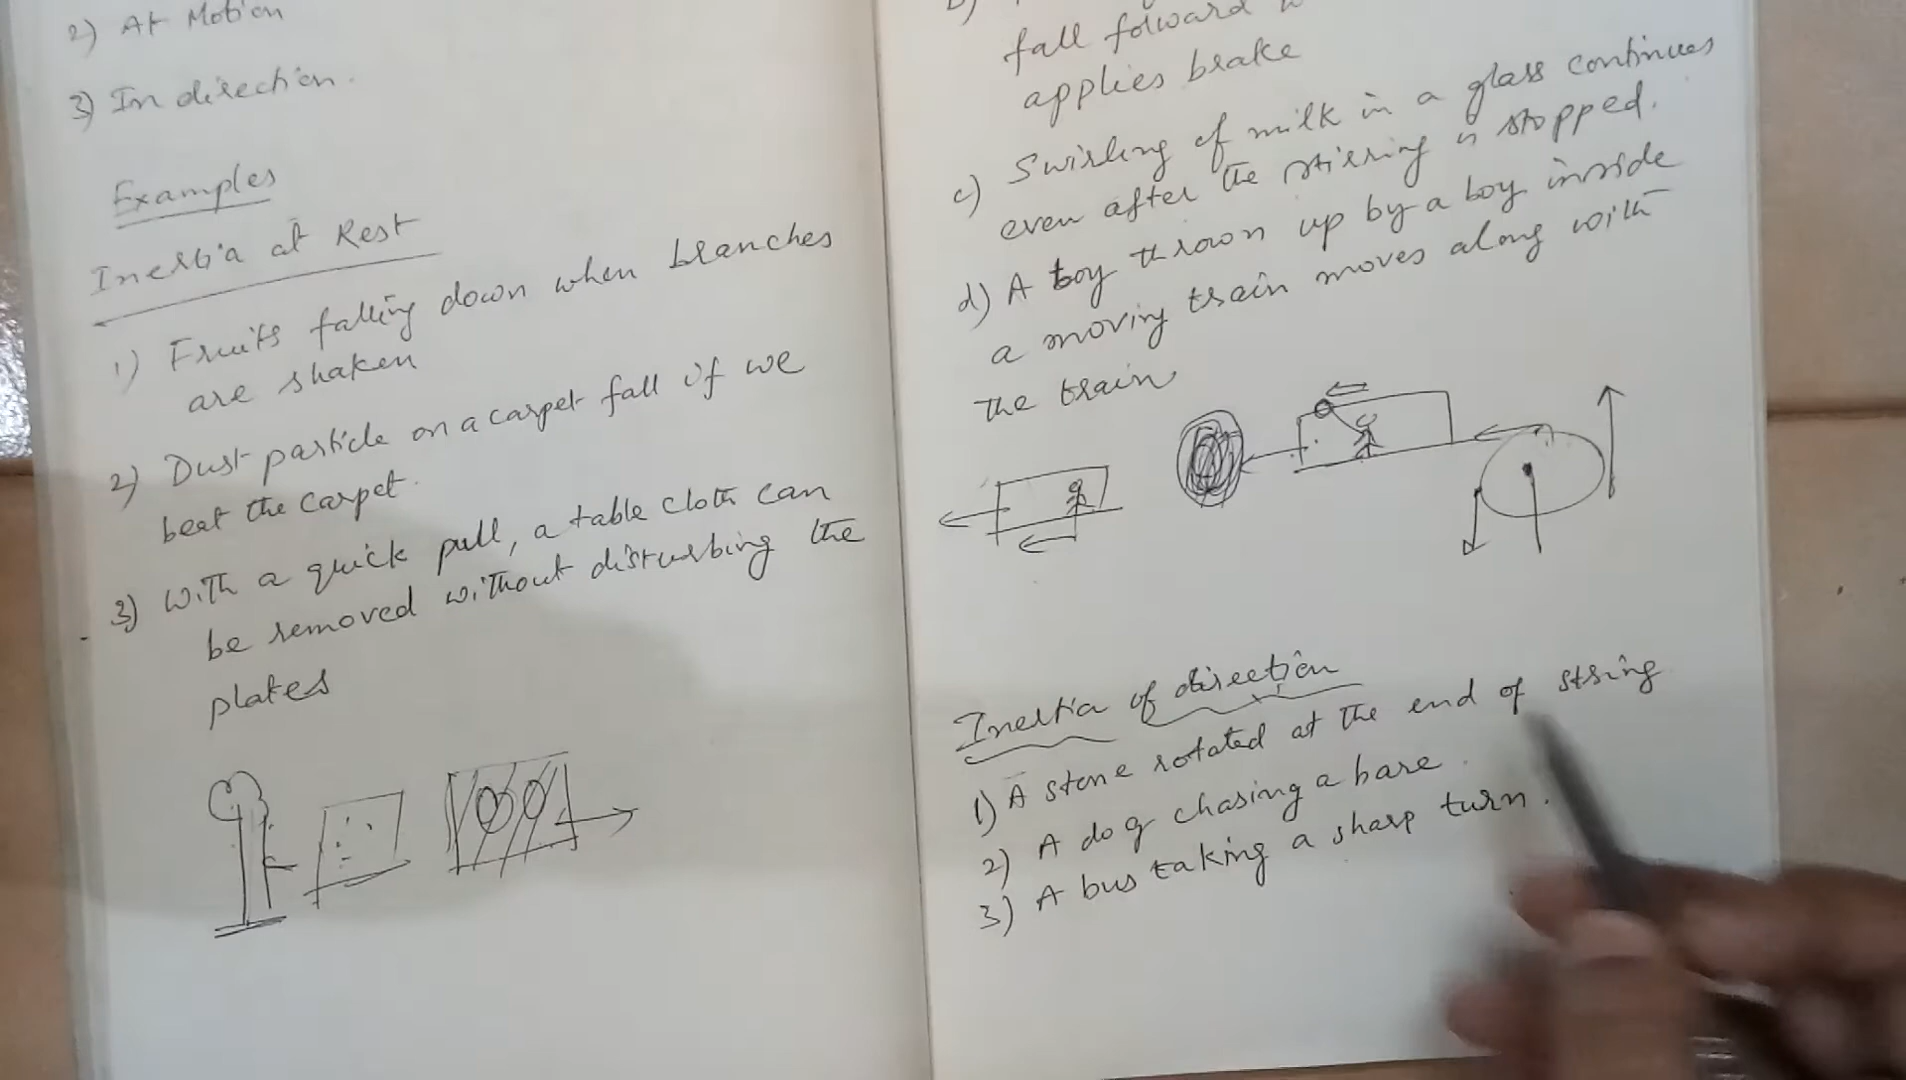 2) At Motion
3) In direction.
Examples
Inertia at Rest
1) Fruits falling down when branches
are shaken
2) Dust particle on a carpet fall if we
beat the carpet.
3) With a quick pull, a table cloth can
be removed without disturbing the
plates
b)
fall forward
applies brake
c) Swirling of milk in a glass continues
even after the stirring is stopped.
d) A boy thrown up by a boy inside
a moving train moves along with
the train
Inertia of direction
1) A stone rotated at the end of string
2) A dog chasing a hare.
3) A bus taking a sharp turn.